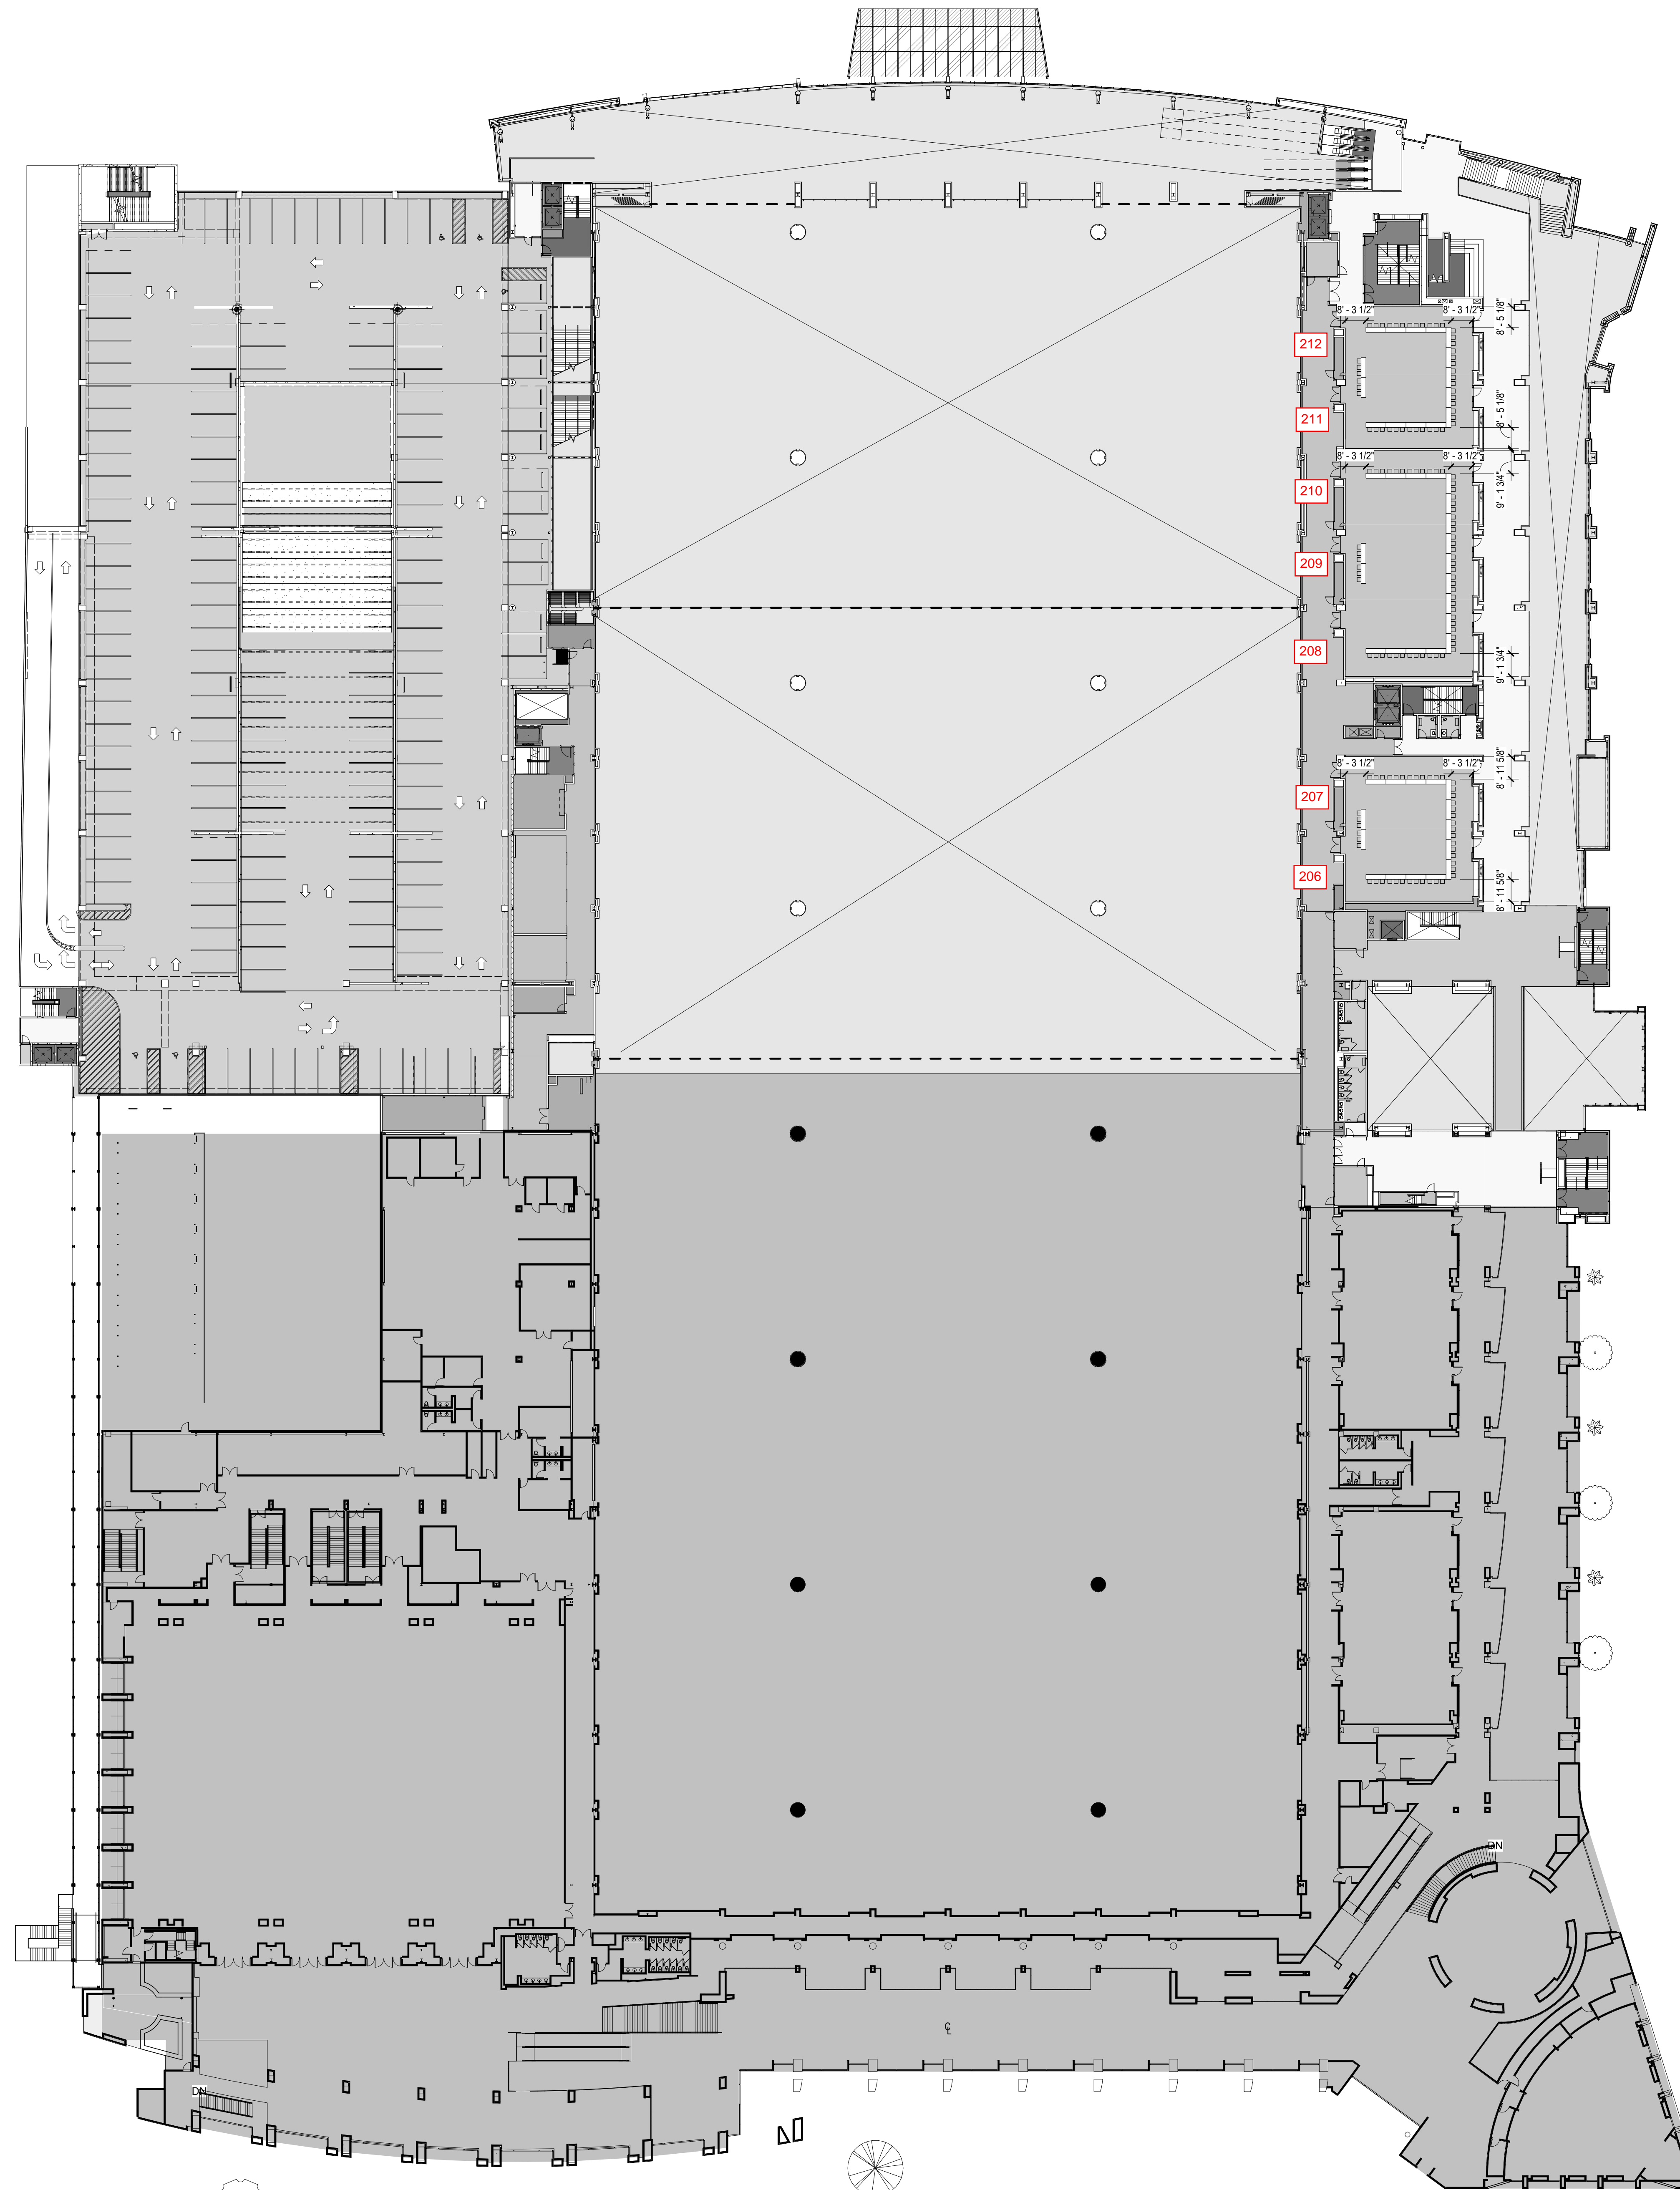 8' - 3 1/2"
8' - 3 1/2"
8' - 5 1/8"
212
211
8' - 5 1/8"
8' - 3 1/2"
8' - 3 1/2"
210
9' - 1 3/4"
209
208
9' - 1 3/4"
8' - 3 1/2"
8' - 3 1/2"
8' - 11 5/8"
207
206
8' - 11 5/8"
DN
DN